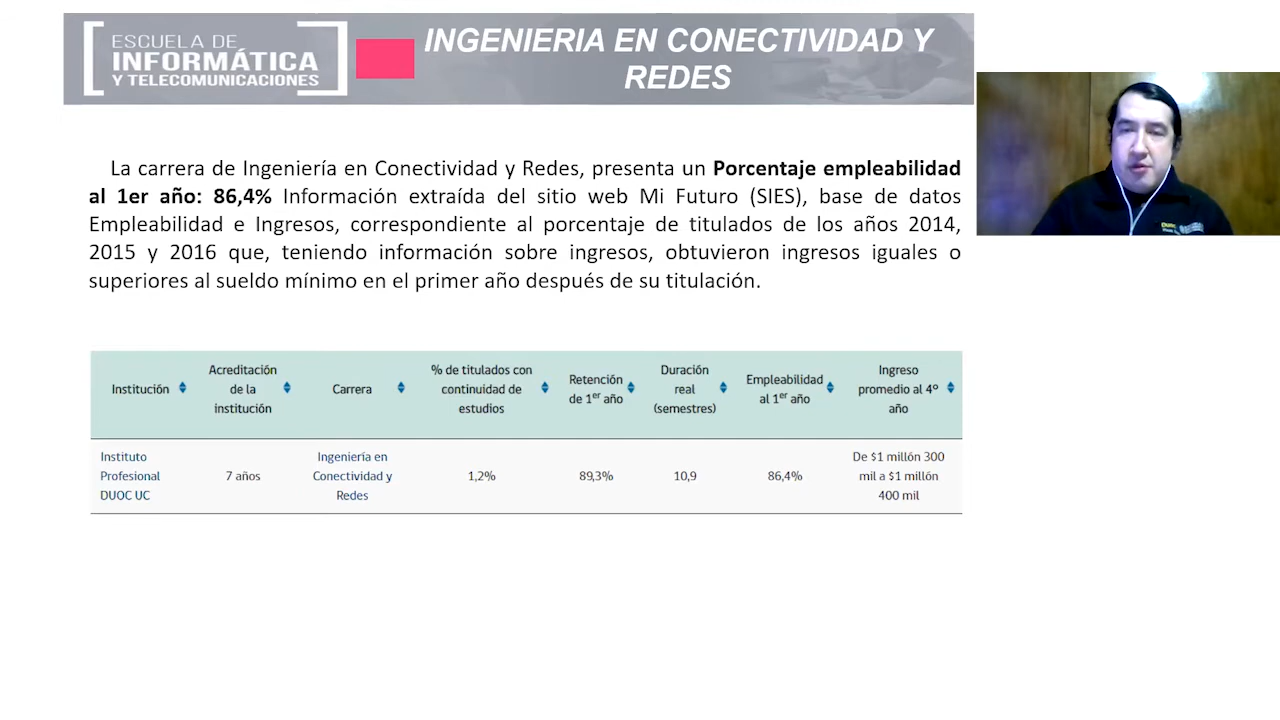 ESCUELA DE
INFORMÁTICA
Y TELECOMUNICACIONES
INGENIERIA EN CONECTIVIDAD Y
REDES
La carrera de Ingeniería en Conectividad y Redes, presenta un Porcentaje empleabilidad
al 1er año: 86,4% Información extraída del sitio web Mi Futuro (SIES), base de datos
Empleabilidad e Ingresos, correspondiente al porcentaje de titulados de los años 2014,
2015 y 2016 que, teniendo información sobre ingresos, obtuvieron ingresos iguales o
superiores al sueldo mínimo en el primer año después de su titulación.
Institución
Acreditación
de la
institución
Carrera
% de titulados con
continuidad de
estudios
Retención
de 1er año
Duración
real
(semestres)
Empleabilidad
al 1er año
Ingreso
promedio al 4º
año
Instituto
Profesional
DUOC UC
7 años
Ingeniería en
Conectividad y
Redes
1,2%
89,3%
10,9
86,4%
De $1 millón 300
mil a $1 millón
400 mil